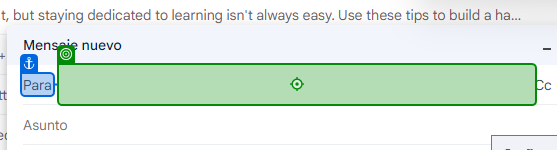 t, but staying dedicated to learning isn't always easy. Use these tips to build a ha...
Mensaje nuevo
Para
Cc
Asunto